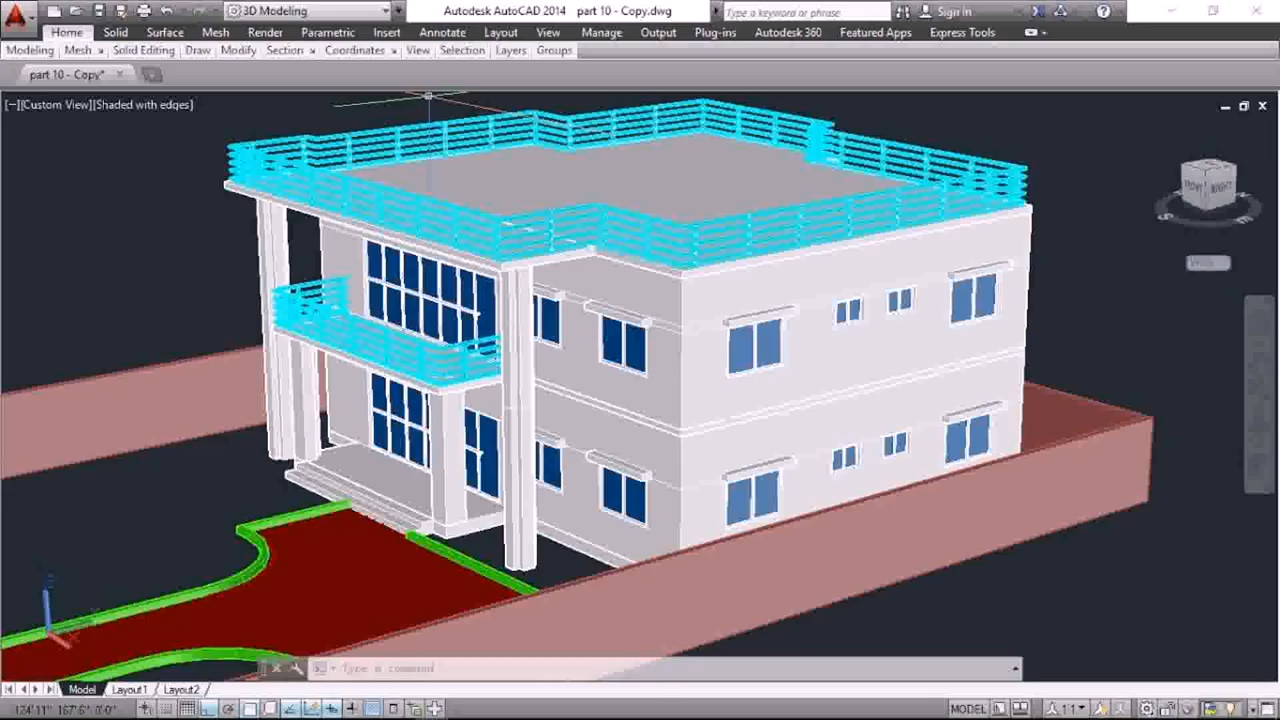 3D Modeling
Autodesk AutoCAD 2014 part 10 - Copy.dwg
Type a keyword or phrase
Sign In
Home Solid Surface Mesh Render Parametric Insert Annotate Layout View Manage Output Plug-ins Autodesk 360 Featured Apps Express Tools
Modeling Mesh Solid Editing Draw Modify Section Coordinates View Selection Layers Groups
part 10 - Copy*
[−][Custom View][Shaded with edges]
FRONT RIGHT
Type a command
Model Layout1 Layout2
MODEL
1:1